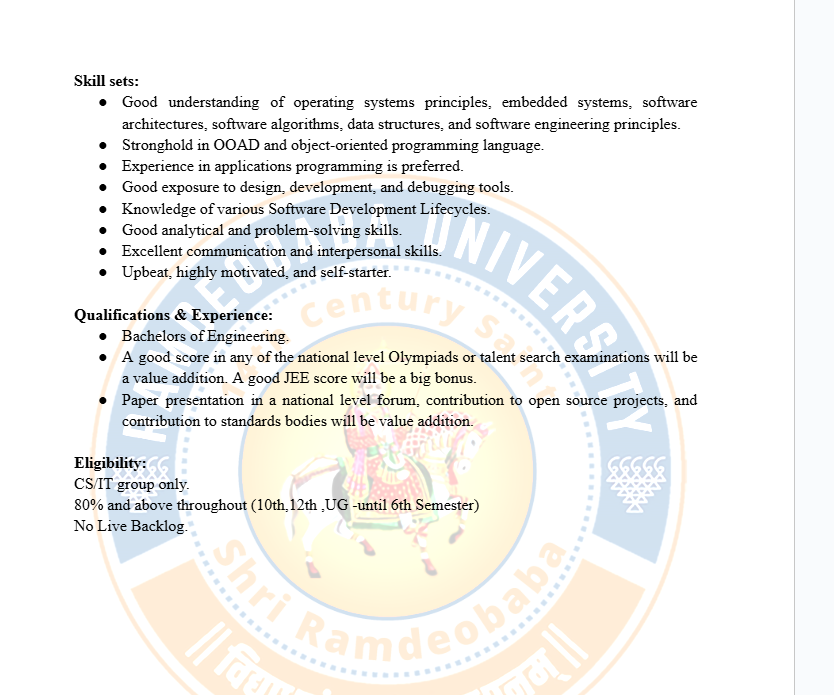 Skill sets:
● Good understanding of operating systems principles, embedded systems, software
architectures, software algorithms, data structures, and software engineering principles.
● Stronghold in OOAD and object-oriented programming language.
● Experience in applications programming is preferred.
● Good exposure to design, development, and debugging tools.
● Knowledge of various Software Development Lifecycles.
● Good analytical and problem-solving skills.
● Excellent communication and interpersonal skills.
● Upbeat, highly motivated, and self-starter.
Qualifications & Experience:
● Bachelors of Engineering.
● A good score in any of the national level Olympiads or talent search examinations will be
a value addition. A good JEE score will be a big bonus.
● Paper presentation in a national level forum, contribution to open source projects, and
contribution to standards bodies will be value addition.
Eligibility:
CS/IT group only.
80% and above throughout (10th,12th ,UG -until 6th Semester)
No Live Backlog.
RAMDEOBABA UNIVERSITY
Century Saint
Shri Ramdeobaba